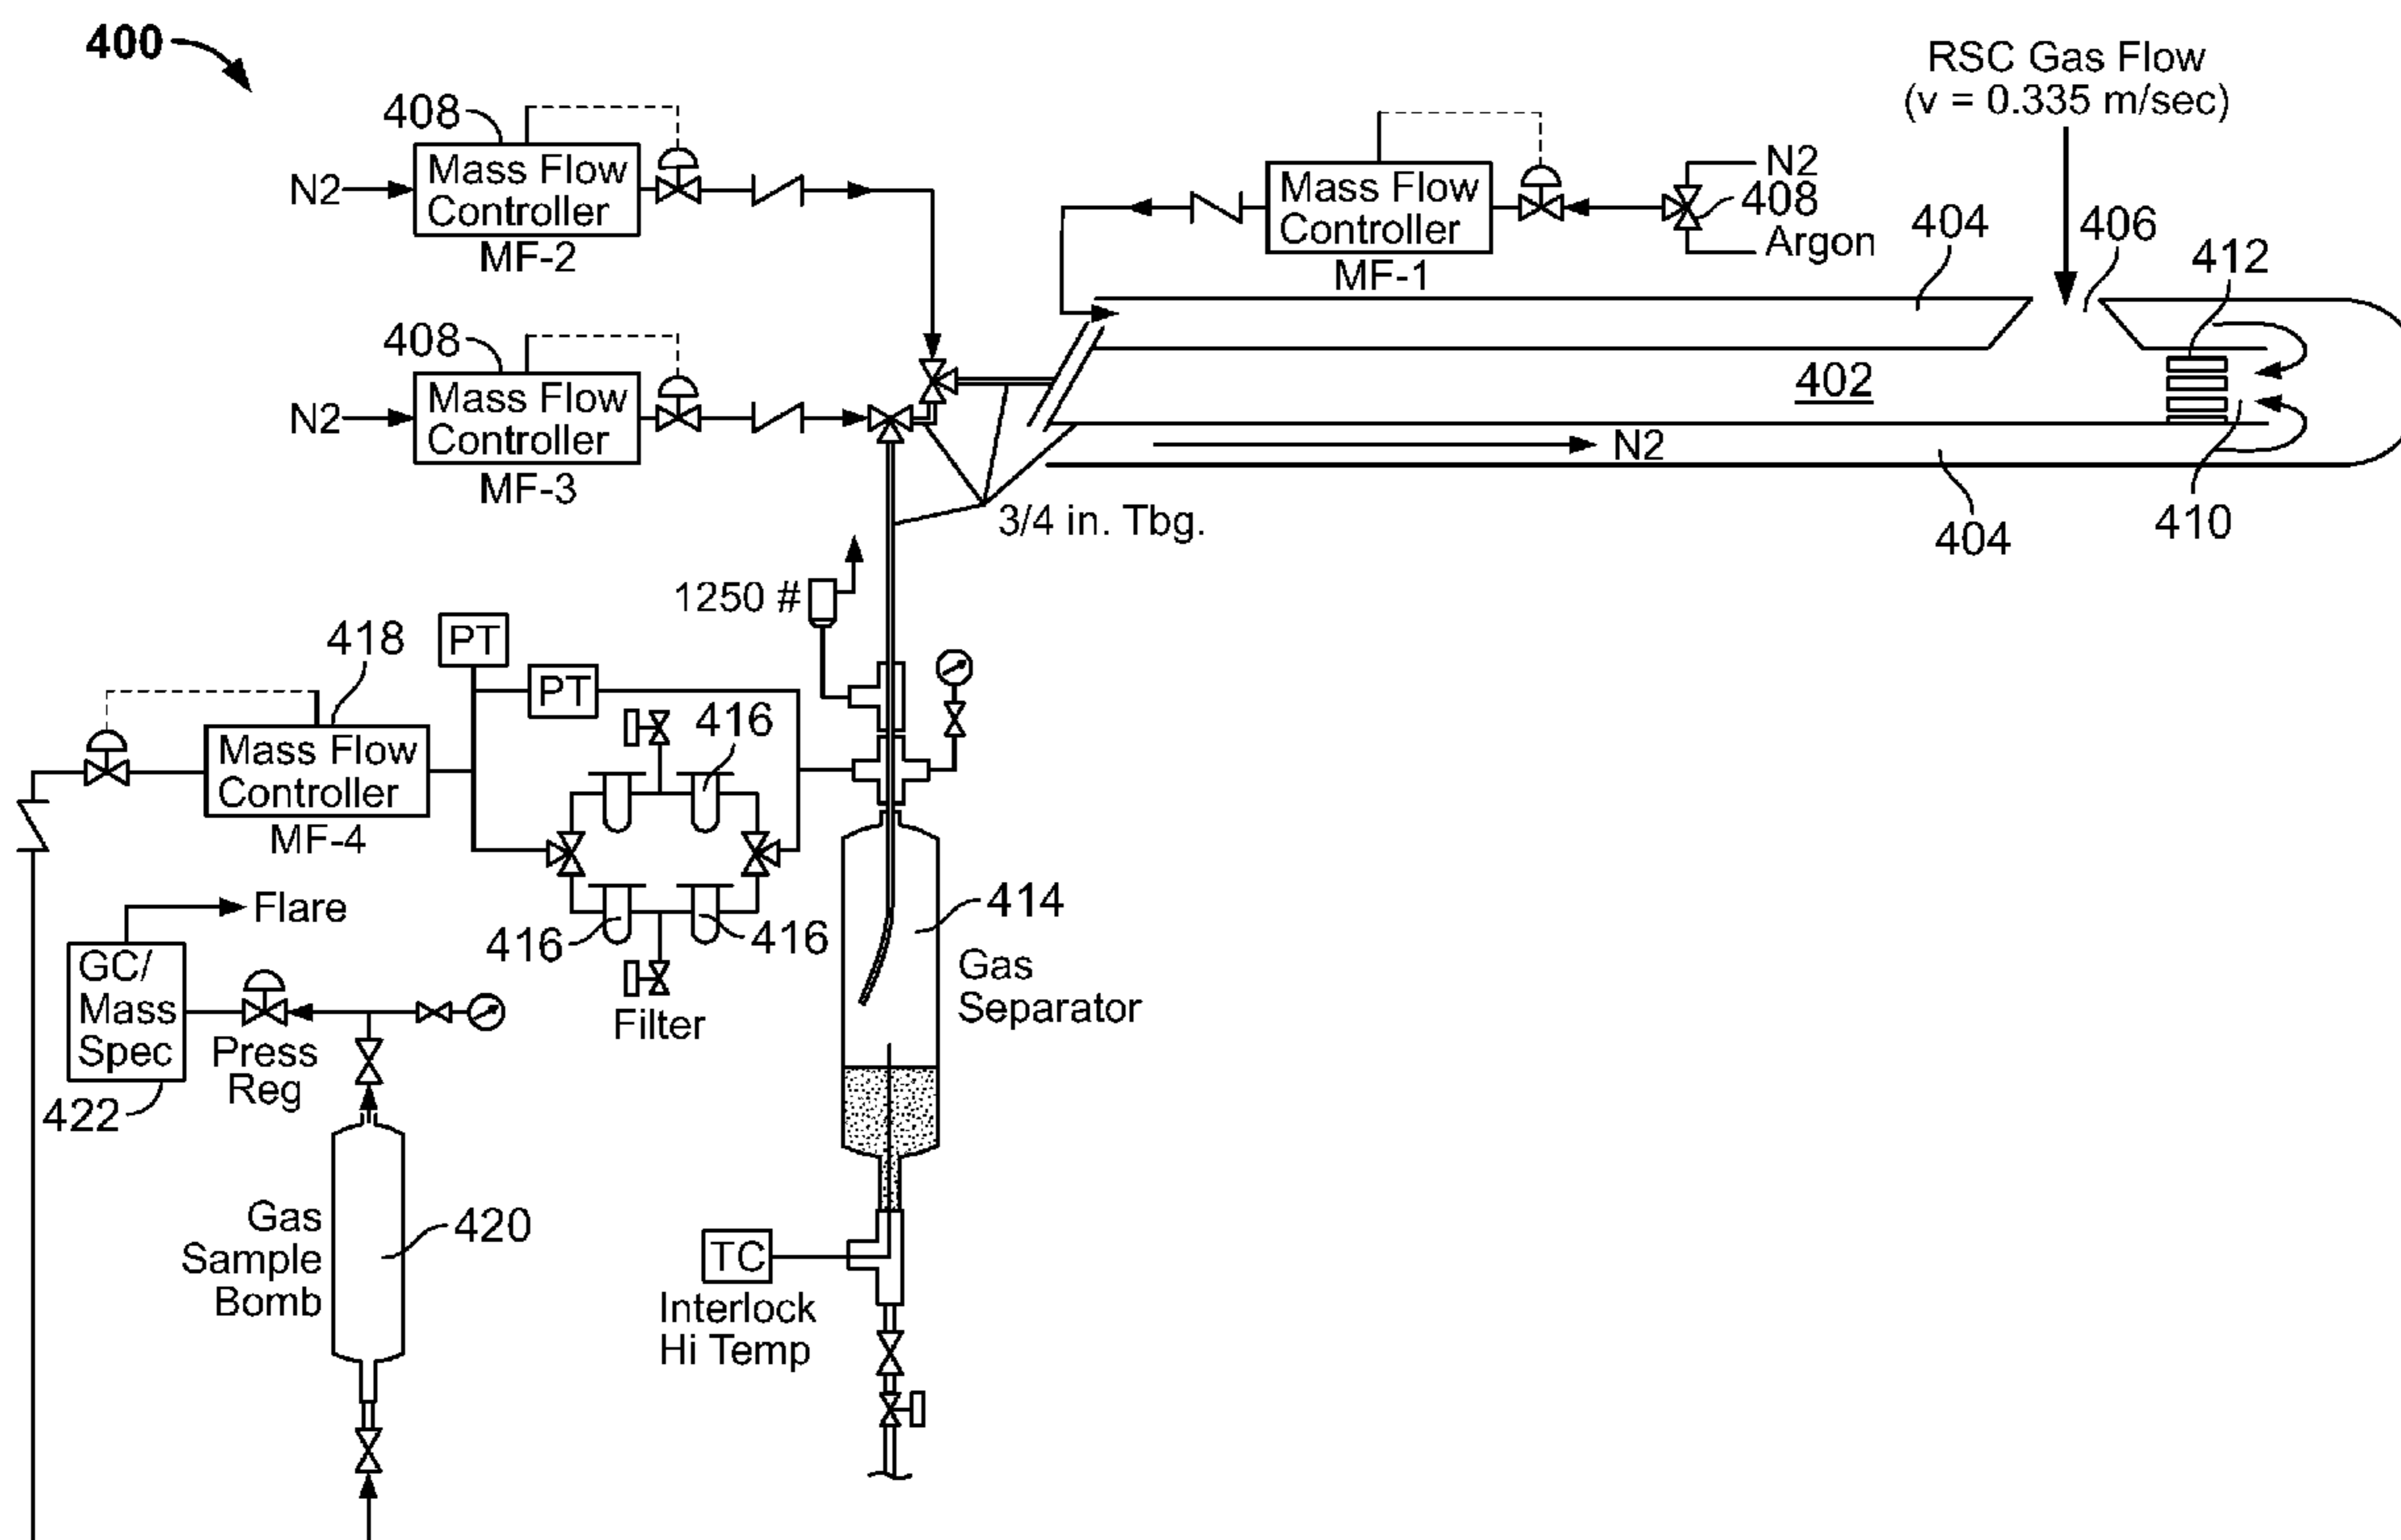 400
RSC Gas Flow
(v = 0.335 m/sec)
408
N2
Mass Flow
Controller
MF-2
Mass Flow
Controller
MF-1
N2
408
Argon
404
406
412
408
N2
Mass Flow
Controller
MF-3
402
N2
3/4 in. Tbg.
404
410
1250 #
418
PT
PT
416
Mass Flow
Controller
MF-4
Flare
416
416
414
Gas
Separator
GC/
Mass
Spec
Press
Reg
Filter
422
Gas
Sample
Bomb
420
TC
Interlock
Hi Temp